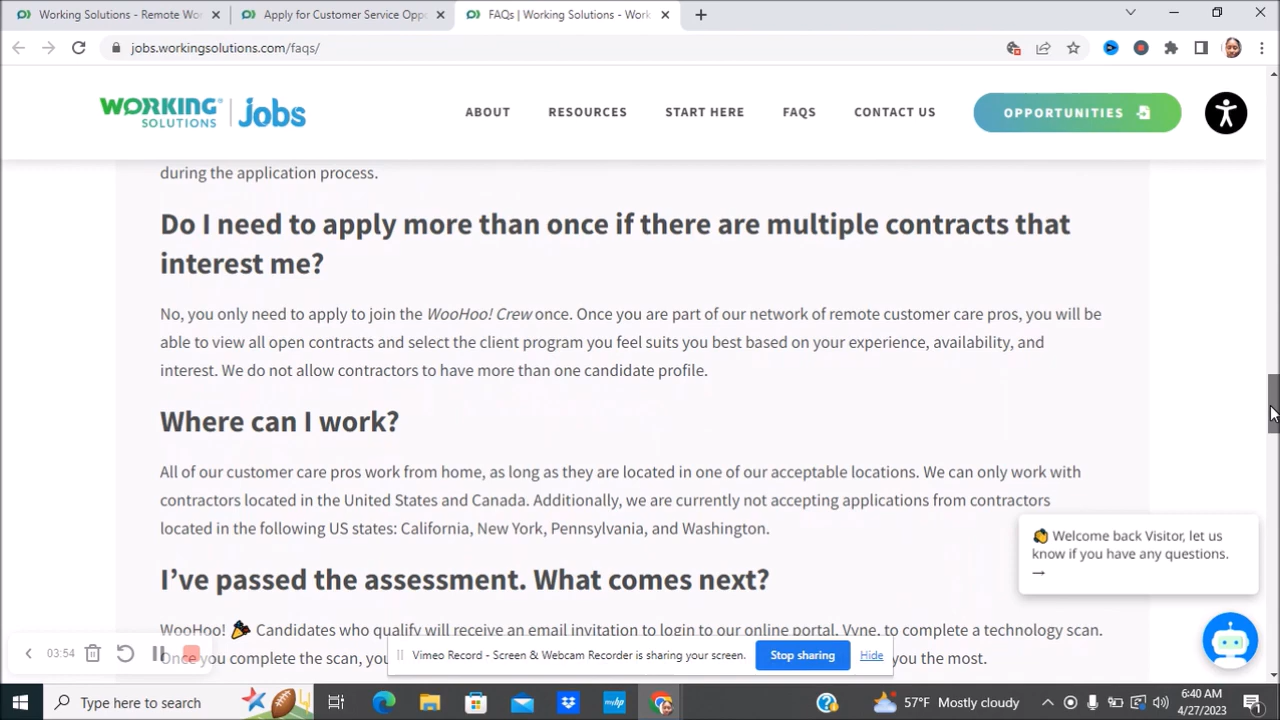 Working Solutions - Remote Wor
Apply for Customer Service Oppo
FAQs | Working Solutions - Work
jobs.workingsolutions.com/faqs/
WORKING SOLUTIONS | jobs
ABOUT
RESOURCES
START HERE
FAQS
CONTACT US
OPPORTUNITIES
during the application process.
Do I need to apply more than once if there are multiple contracts that
interest me?
No, you only need to apply to join the WooHoo! Crew once. Once you are part of our network of remote customer care pros, you will be
able to view all open contracts and select the client program you feel suits you best based on your experience, availability, and
interest. We do not allow contractors to have more than one candidate profile.
Where can I work?
All of our customer care pros work from home, as long as they are located in one of our acceptable locations. We can only work with
contractors located in the United States and Canada. Additionally, we are currently not accepting applications from contractors
located in the following US states: California, New York, Pennsylvania, and Washington.
Welcome back Visitor, let us
know if you have any questions.
→
I've passed the assessment. What comes next?
WooHoo! 🎉 Candidates who qualify will receive an email invitation to login to our online portal, Vyne, to complete a technology scan.
Once you complete the scan, you
you the most.
03:54
Vimeo Record - Screen & Webcam Recorder is sharing your screen.
Stop sharing
Hide
Type here to search
57°F Mostly cloudy
6:40 AM
4/27/2023
1